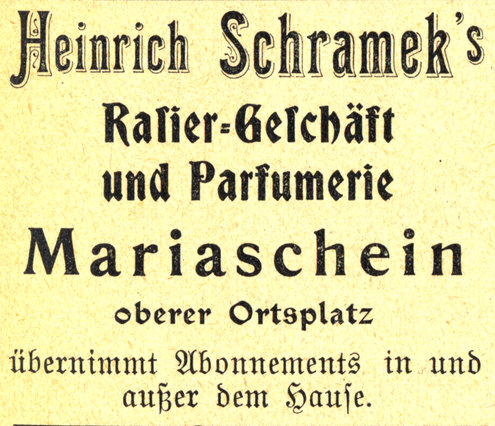 Heinrich Schramek's
Raſier-Geſchäft
und Parfumerie
Mariaschein
oberer Ortsplatz
übernimmt Abonnements in und
außer dem Hauſe.